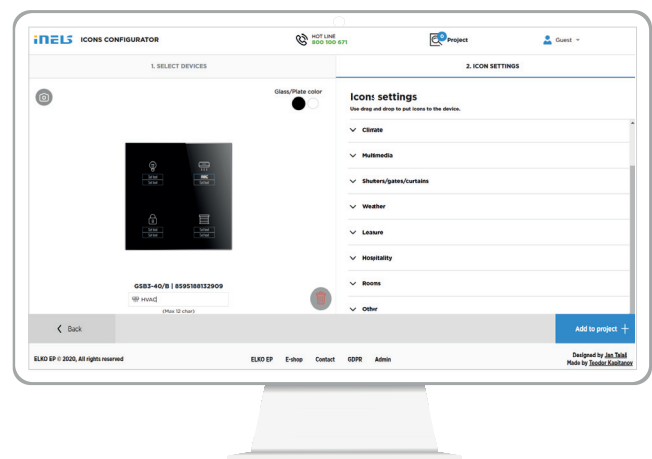 iNELS ICONS CONFIGURATOR
HOT LINE
800 100 671
0
Project
Guest
1. SELECT DEVICES
2. ICON SETTINGS
Glass/Plate color
Icons settings
Use drag and drop to put icons to the device.
Climate
Multimedia
Shutters/gates/curtains
Weather
Leasure
Hospitality
Rooms
Other
GSB3-40/B | 8595188132909
HVAC
(Max 12 char)
Back
Add to project
ELKO EP © 2020, All rights reserved
ELKO EP E-shop Contact GDPR Admin
Designed by Jan Talaš
Made by Teodor Kapitanov